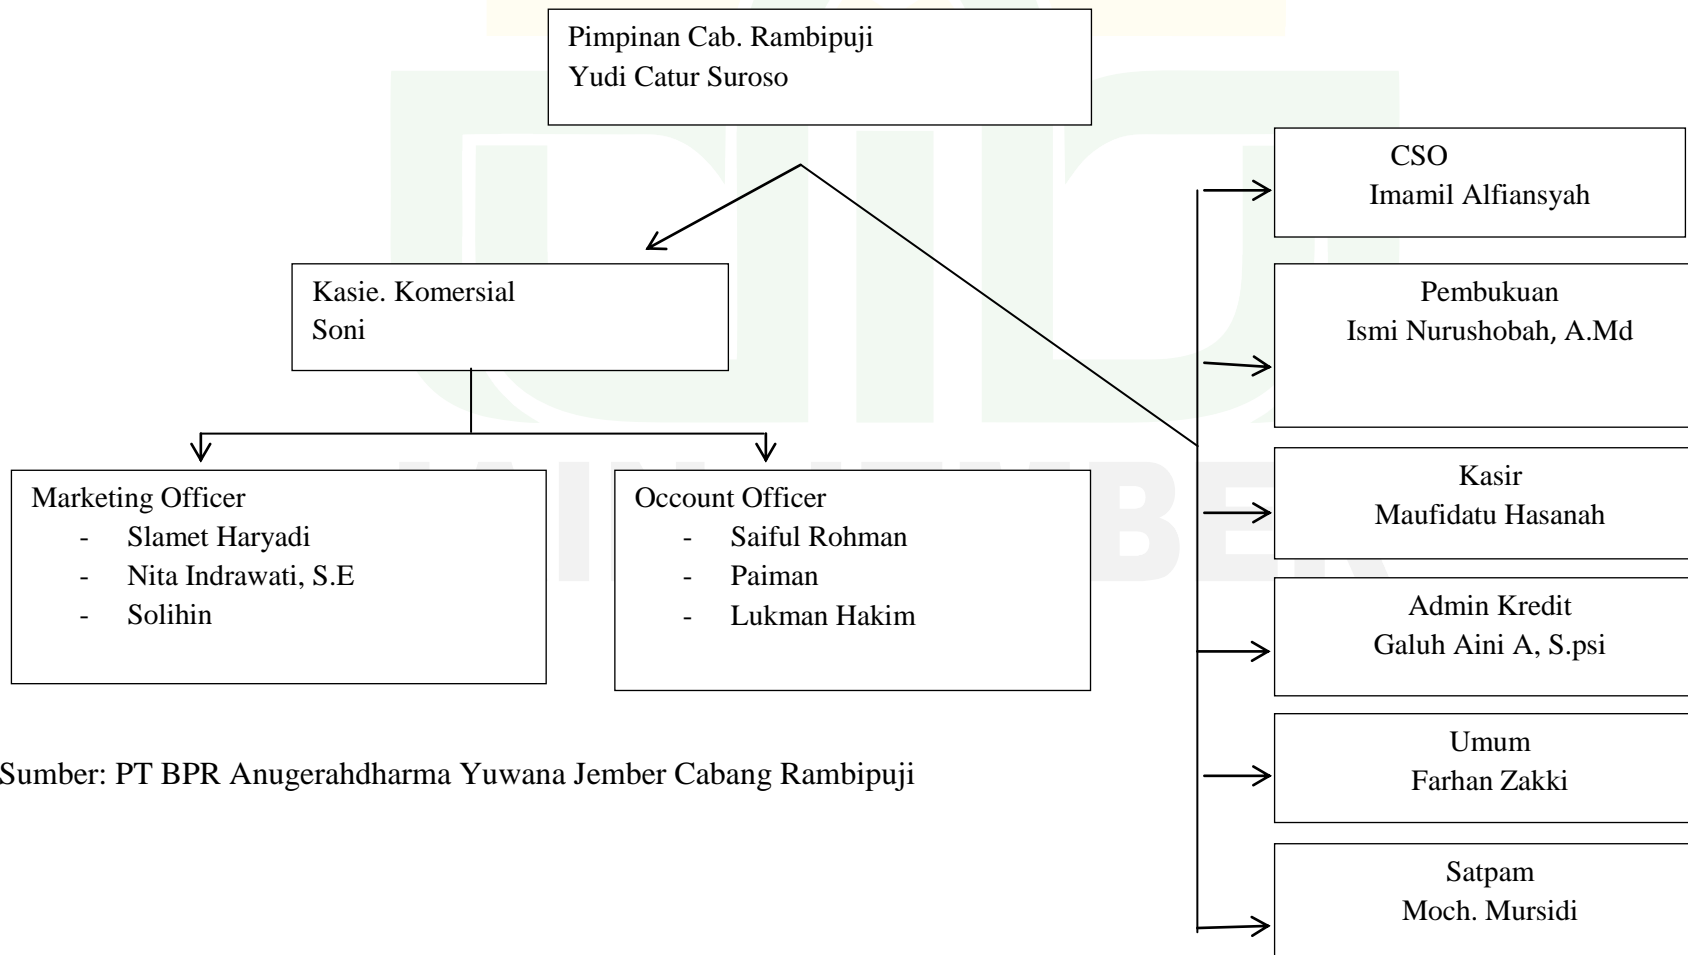 Pimpinan Cab. Rambipuji
Yudi Catur Suroso
CSO
Imamil Alfiansyah
Kasie. Komersial
Soni
Pembukuan
Ismi Nurushobah, A.Md
Marketing Officer
- Slamet Haryadi
- Nita Indrawati, S.E
- Solihin
Occount Officer
- Saiful Rohman
- Paiman
- Lukman Hakim
Kasir
Maufidatu Hasanah
Admin Kredit
Galuh Aini A, S.psi
Umum
Farhan Zakki
Satpam
Moch. Mursidi
Sumber: PT BPR Anugerahdharma Yuwana Jember Cabang Rambipuji
IAIN JEMBER